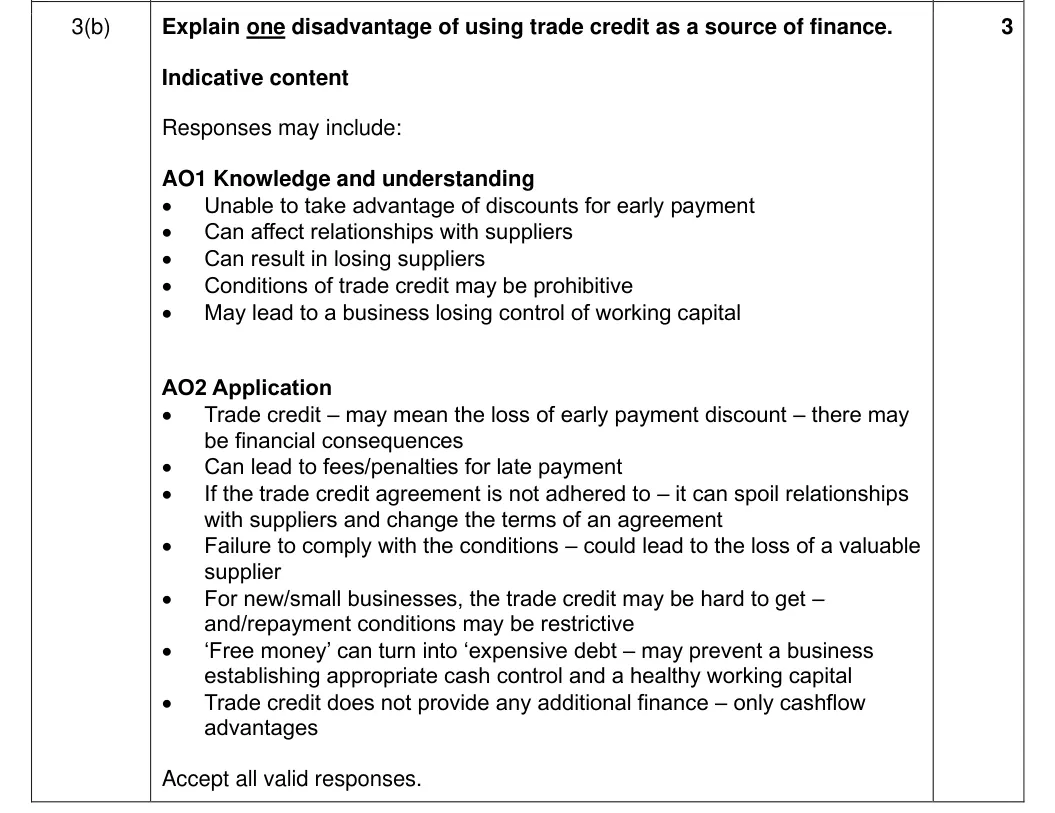 3(b) Explain one disadvantage of using trade credit as a source of finance. 3
Indicative content
Responses may include:
AO1 Knowledge and understanding
• Unable to take advantage of discounts for early payment
• Can affect relationships with suppliers
• Can result in losing suppliers
• Conditions of trade credit may be prohibitive
• May lead to a business losing control of working capital
AO2 Application
• Trade credit – may mean the loss of early payment discount – there may
be financial consequences
• Can lead to fees/penalties for late payment
• If the trade credit agreement is not adhered to – it can spoil relationships
with suppliers and change the terms of an agreement
• Failure to comply with the conditions – could lead to the loss of a valuable
supplier
• For new/small businesses, the trade credit may be hard to get –
and/repayment conditions may be restrictive
• ‘Free money’ can turn into ‘expensive debt – may prevent a business
establishing appropriate cash control and a healthy working capital
• Trade credit does not provide any additional finance – only cashflow
advantages
Accept all valid responses.